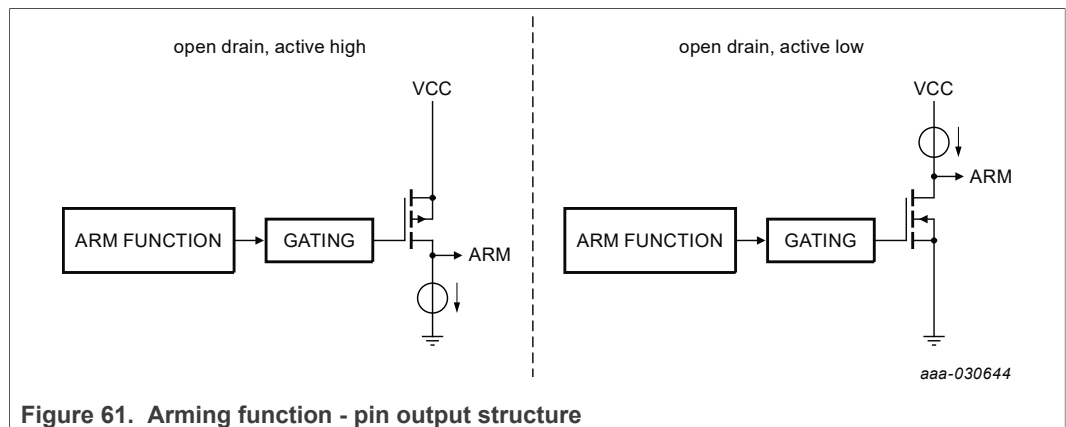 open drain, active high
VCC
ARM FUNCTION
GATING
ARM
open drain, active low
VCC
ARM
ARM FUNCTION
GATING
aaa-030644
Figure 61. Arming function - pin output structure